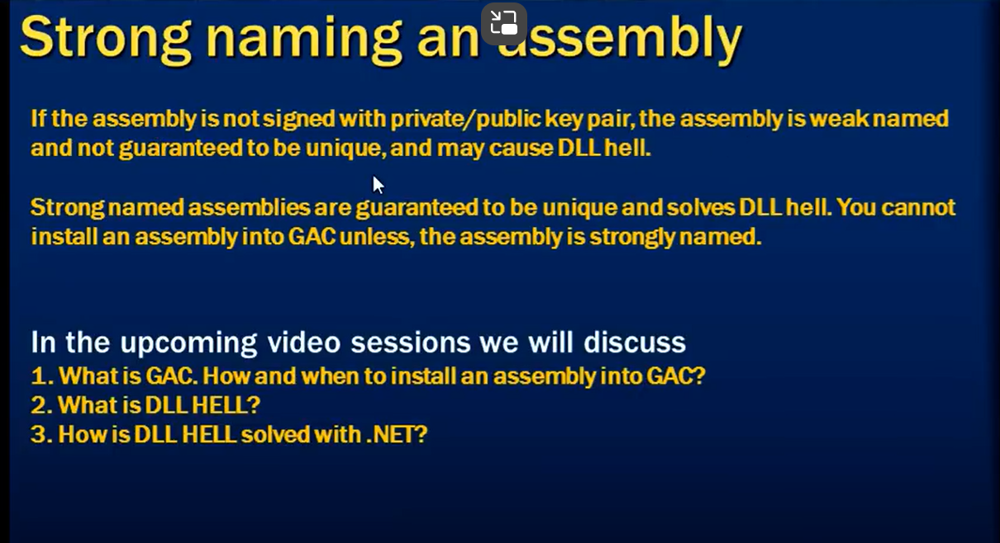 Strong naming an assembly
If the assembly is not signed with private/public key pair, the assembly is weak named
and not guaranteed to be unique, and may cause DLL hell.
Strong named assemblies are guaranteed to be unique and solves DLL hell. You cannot
install an assembly into GAC unless, the assembly is strongly named.
In the upcoming video sessions we will discuss
1. What is GAC. How and when to install an assembly into GAC?
2. What is DLL HELL?
3. How is DLL HELL solved with .NET?